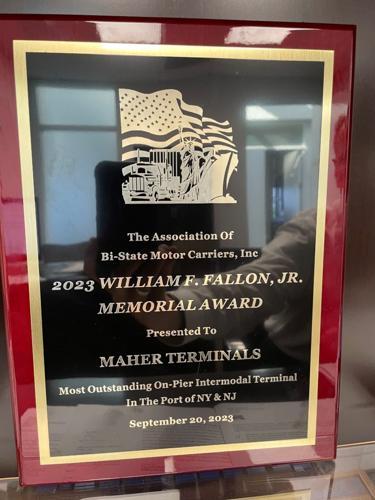 The Association Of
Bi-State Motor Carriers, Inc
2023 WILLIAM F. FALLON, JR.
MEMORIAL AWARD
Presented To
MAHER TERMINALS
Most Outstanding On-Pier Intermodal Terminal
In The Port of NY & NJ
September 20, 2023